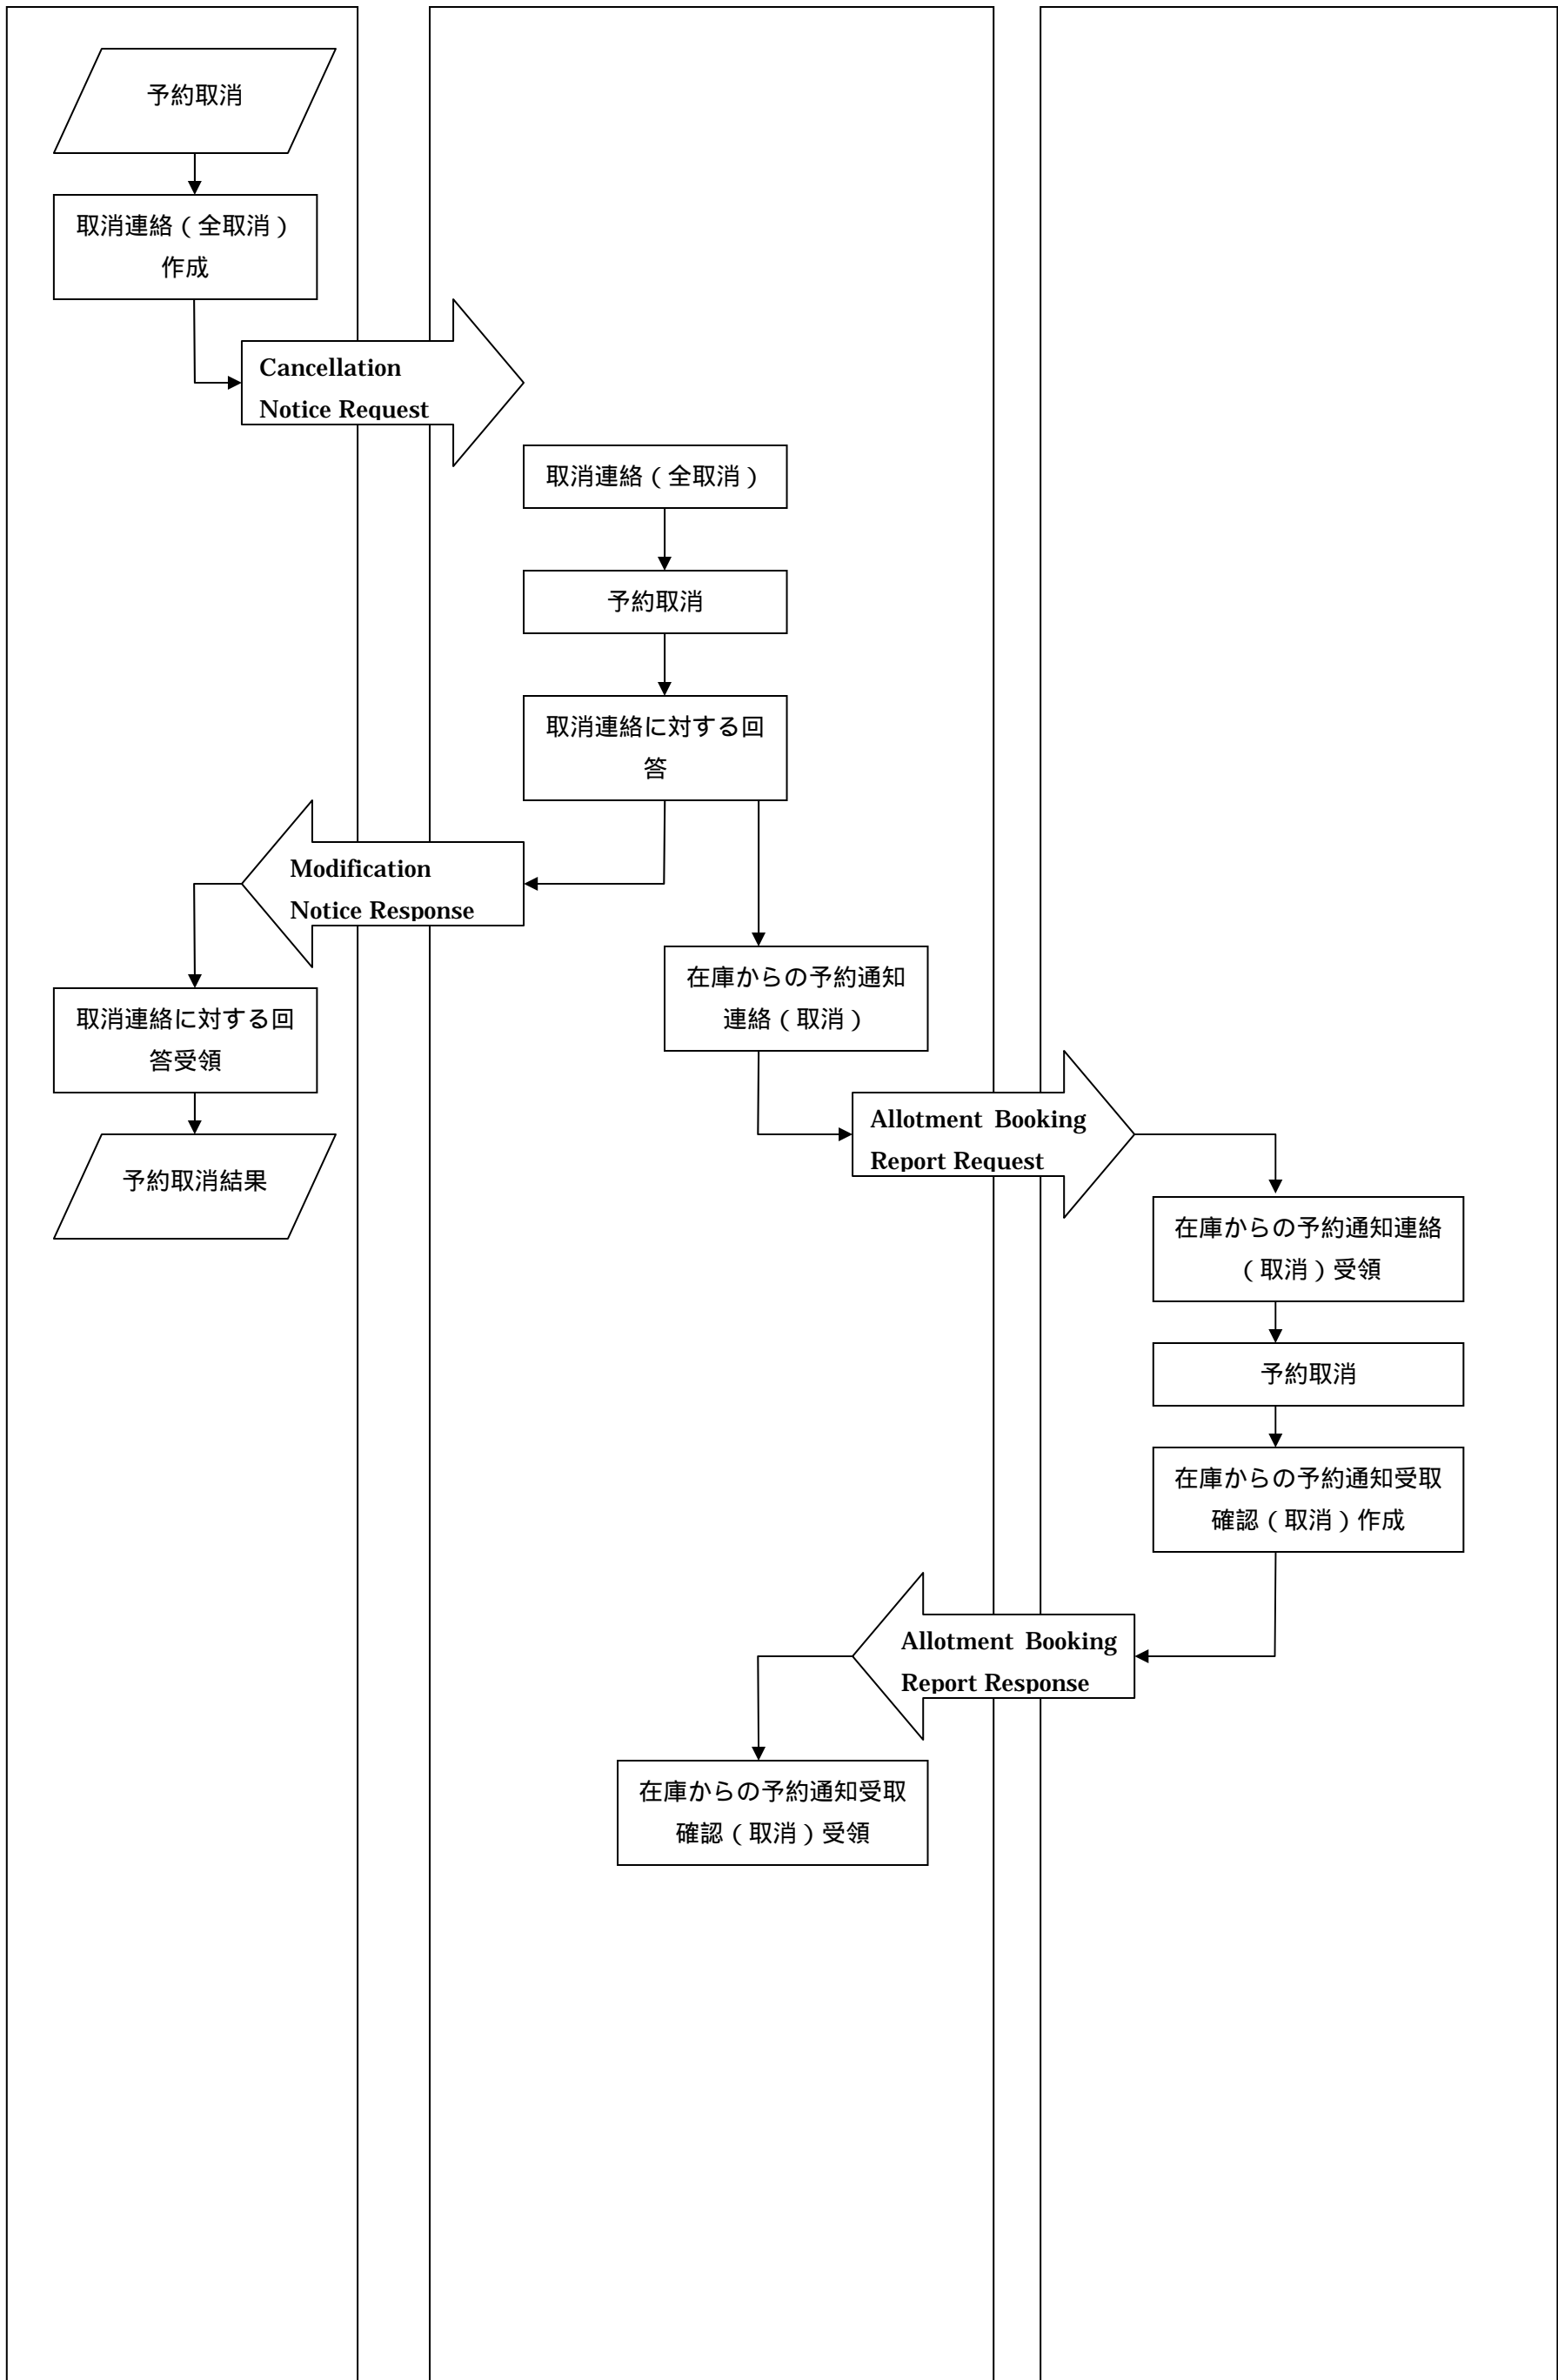 予約取消
取消連絡（全取消）
作成
Cancellation
Notice Request
取消連絡（全取消）
予約取消
取消連絡に対する回
答
Modification
Notice Response
在庫からの予約通知
連絡（取消）
取消連絡に対する回
答受領
Allotment Booking
Report Request
予約取消結果
在庫からの予約通知連絡
（取消）受領
予約取消
在庫からの予約通知受取
確認（取消）作成
Allotment Booking
Report Response
在庫からの予約通知受取
確認（取消）受領